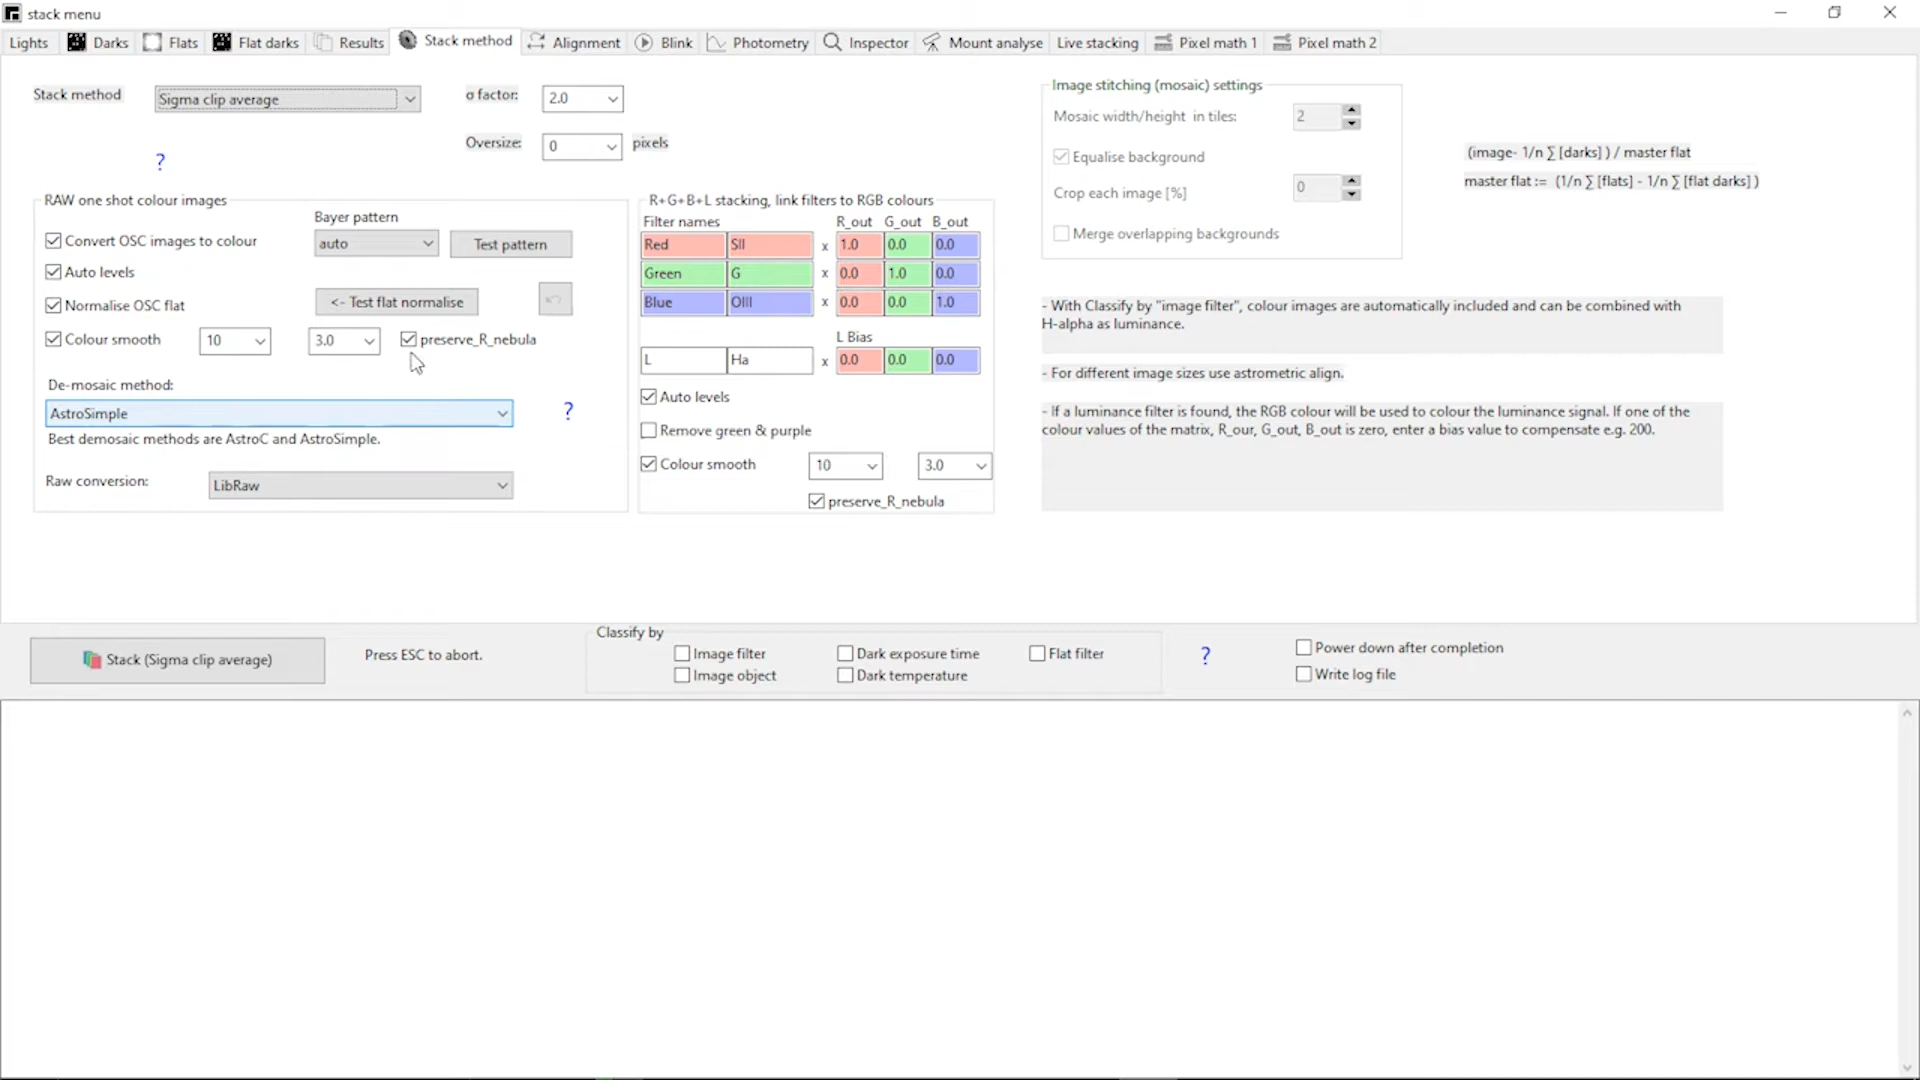 stack menu
Lights Darks Flats Flat darks Results Stack method Alignment Blink Photometry Inspector Mount analyse Live stacking Pixel math 1 Pixel math 2
Stack method Sigma clip average σ factor: 2.0
Oversize: 0 pixels
?
RAW one shot colour images
Bayer pattern
Convert OSC images to colour auto Test pattern
Auto levels
Normalise OSC flat <- Test flat normalise
Colour smooth 10 3.0 preserve_R_nebula
De-mosaic method:
AstroSimple ?
Best demosaic methods are AstroC and AstroSimple.
Raw conversion: LibRaw
R+G+B+L stacking, link filters to RGB colours
Filter names R_out G_out B_out
Red SII x 1.0 0.0 0.0
Green G x 0.0 1.0 0.0
Blue OIII x 0.0 0.0 1.0
L Bias
L Ha x 0.0 0.0 0.0
Auto levels
Remove green & purple
Colour smooth 10 3.0
preserve_R_nebula
Image stitching (mosaic) settings
Mosaic width/height in tiles: 2
Equalise background
Crop each image [%] 0
Merge overlapping backgrounds
(image- 1/n ∑ [darks] ) / master flat
master flat := (1/n ∑ [flats] - 1/n ∑ [flat darks] )
- With Classify by "image filter", colour images are automatically included and can be combined with
H-alpha as luminance.
- For different image sizes use astrometric align.
- If a luminance filter is found, the RGB colour will be used to colour the luminance signal. If one of the
colour values of the matrix, R_our, G_out, B_out is zero, enter a bias value to compensate e.g. 200.
Stack (Sigma clip average) Press ESC to abort.
Classify by
Image filter Dark exposure time Flat filter
Image object Dark temperature
?
Power down after completion
Write log file